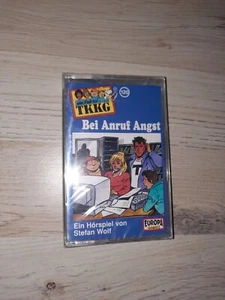 TKKG
Bei Anruf Angst
Ein Hörspiel von
Stefan Wolf
EUROPA